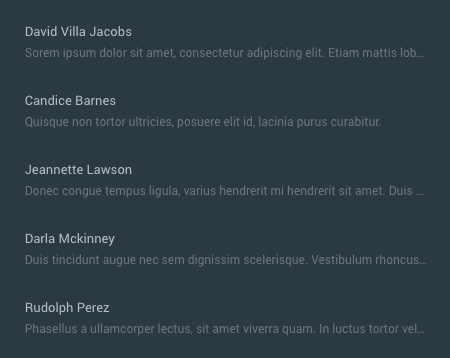 David Villa Jacobs
Sorem ipsum dolor sit amet, consectetur adipiscing elit. Etiam mattis lob...
Candice Barnes
Quisque non tortor ultricies, posuere elit id, lacinia purus curabitur.
Jeannette Lawson
Donec congue tempus ligula, varius hendrerit mi hendrerit sit amet. Duis ...
Darla Mckinney
Duis tincidunt augue nec sem dignissim scelerisque. Vestibulum rhoncus...
Rudolph Perez
Phasellus a ullamcorper lectus, sit amet viverra quam. In luctus tortor vel...